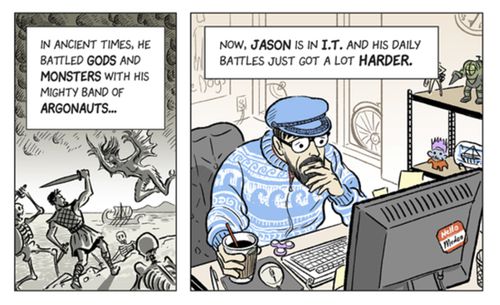 IN ANCIENT TIMES, HE
BATTLED GODS AND
MONSTERS WITH HIS
MIGHTY BAND OF
ARGONAUTS...
NOW, JASON IS IN I.T. AND HIS DAILY
BATTLES JUST GOT A LOT HARDER.
Hello
Medea